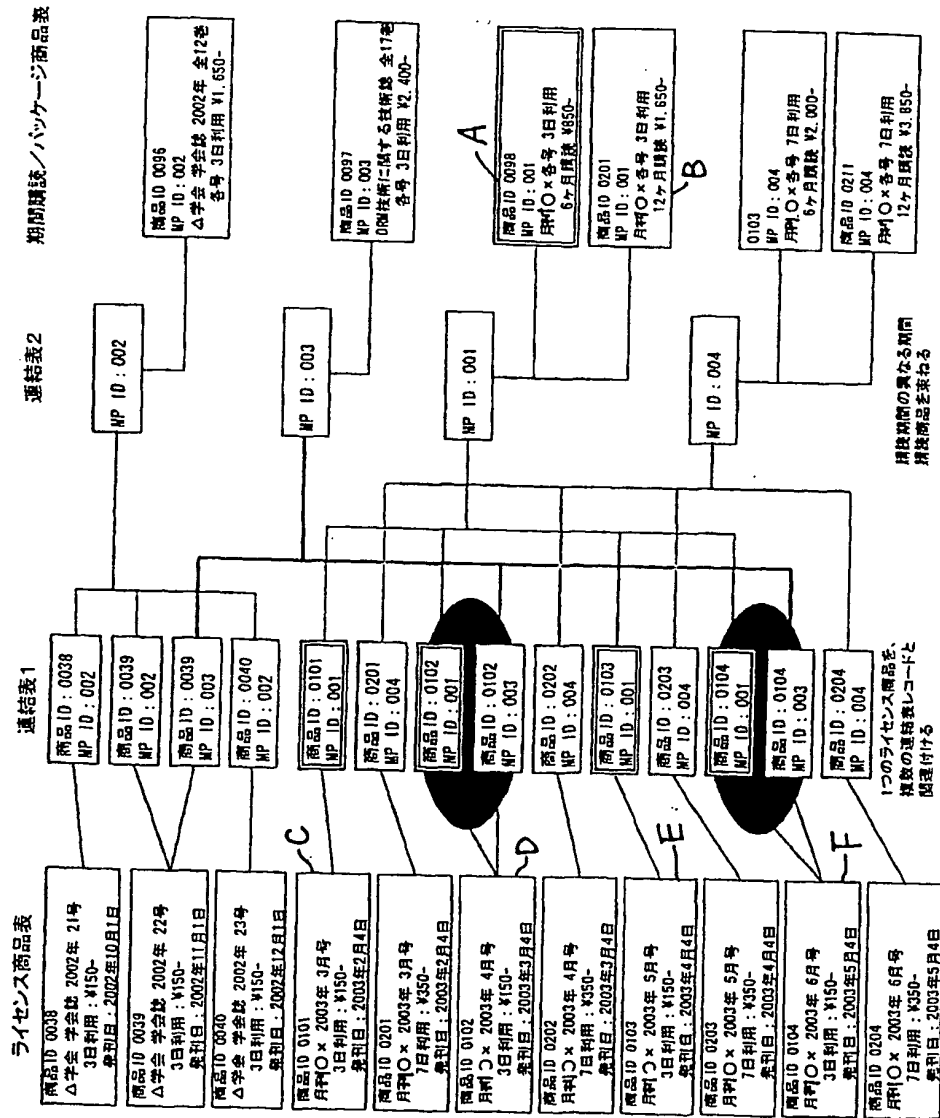 ライセンス商品表
商品ID 0038
△学会 学会誌 2002年 21号
3日利用：¥150-
発刊日：2002年10月1日
商品ID 0039
△学会 学会誌 2002年 22号
3日利用：¥150-
発刊日：2002年11月1日
商品ID 0040
△学会 学会誌 2002年 23号
3日利用：¥150-
発刊日：2002年12月1日
商品ID 0101
月刊○× 2003年 3月号
3日利用：¥150-
発刊日：2003年2月4日
C
商品ID 0201
月刊○× 2003年 3月号
7日利用：¥350-
発刊日：2003年2月4日
商品ID 0102
月刊○× 2003年 4月号
3日利用：¥150-
発刊日：2003年3月4日
D
商品ID 0202
月刊○× 2003年 4月号
7日利用：¥350-
発刊日：2003年3月4日
商品ID 0103
月刊○× 2003年 5月号
3日利用：¥150-
発刊日：2003年4月4日
E
商品ID 0203
月刊○× 2003年 5月号
7日利用：¥350-
発刊日：2003年4月4日
商品ID 0104
月刊○× 2003年 6月号
3日利用：¥150-
発刊日：2003年5月4日
F
商品ID 0204
月刊○× 2003年 6月号
7日利用：¥350-
発刊日：2003年5月4日
連結表1
商品ID：0038
MP ID：002
商品ID：0039
MP ID：002
商品ID：0039
MP ID：003
商品ID：0040
MP ID：002
商品ID：0101
MP ID：001
商品ID：0201
MP ID：004
商品ID：0102
MP ID：001
商品ID：0102
MP ID：003
商品ID：0202
MP ID：004
商品ID：0103
MP ID：001
商品ID：0203
MP ID：004
商品ID：0104
MP ID：001
商品ID：0104
MP ID：003
商品ID：0204
MP ID：004
1つのライセンス商品を、
複数の連結表レコードと
関連付ける
連結表2
MP ID：002
MP ID：003
MP ID：001
MP ID：004
購読期間の異なる期間
購読商品を束ねる
期間購読／パッケージ商品表
商品ID 0096
MP ID：002
△学会 学会誌 2002年 全12巻
各号 3日利用 ¥1,650-
商品ID 0097
MP ID：003
DRM技術に関する技術誌 全17巻
各号 3日利用 ¥2,400-
商品ID 0098
MP ID：001
月刊○×各号 3日利用
6ヶ月購読 ¥850-
A
商品ID 0201
MP ID：001
月刊○×各号 3日利用
12ヶ月購読 ¥1,650-
B
0103
MP ID：004
月刊○×各号 7日利用
6ヶ月購読 ¥2,000-
商品ID 0211
MP ID：004
月刊○×各号 7日利用
12ヶ月購読 ¥3,850-